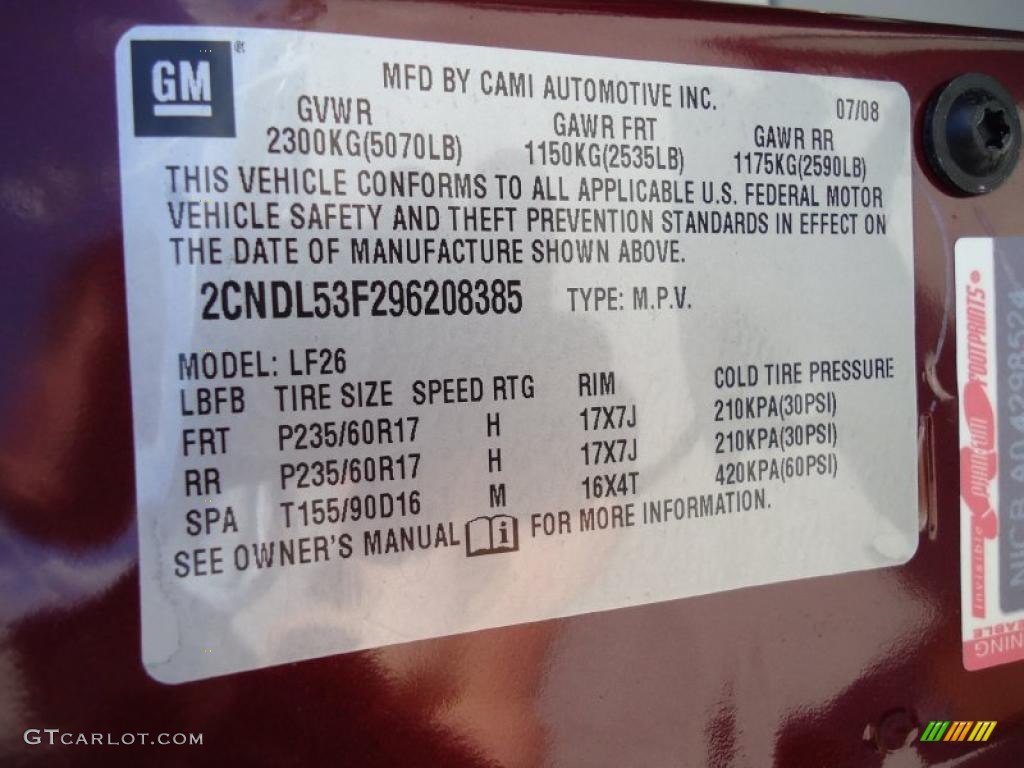 GM ®
MFD BY CAMI AUTOMOTIVE INC.
07/08
GVWR GAWR FRT GAWR RR
2300KG(5070LB) 1150KG(2535LB) 1175KG(2590LB)
THIS VEHICLE CONFORMS TO ALL APPLICABLE U.S. FEDERAL MOTOR
VEHICLE SAFETY AND THEFT PREVENTION STANDARDS IN EFFECT ON
THE DATE OF MANUFACTURE SHOWN ABOVE.
2CNDL53F296208385 TYPE: M.P.V.
MODEL: LF26
LBFB TIRE SIZE SPEED RTG RIM COLD TIRE PRESSURE
FRT P235/60R17 H 17X7J 210KPA(30PSI)
RR P235/60R17 H 17X7J 210KPA(30PSI)
SPA T155/90D16 M 16X4T 420KPA(60PSI)
SEE OWNER'S MANUAL i FOR MORE INFORMATION.
invisible PHANTOM FOOTPRINTS®
GTCARLOT.COM